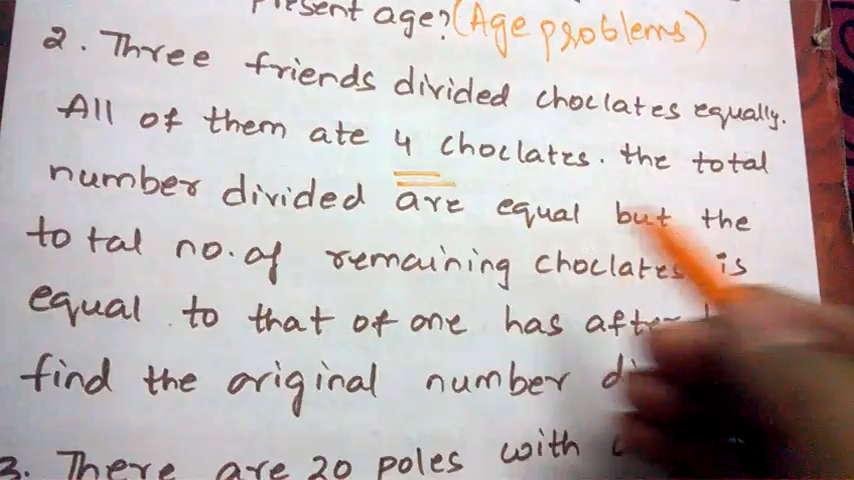 Present age? (Age problems)
2. Three friends divided choclates equally.
All of them ate 4 choclates. the total
number divided are equal but the
total no. of remaining choclates is
equal to that of one has after
find the original number
3. There are 20 poles with